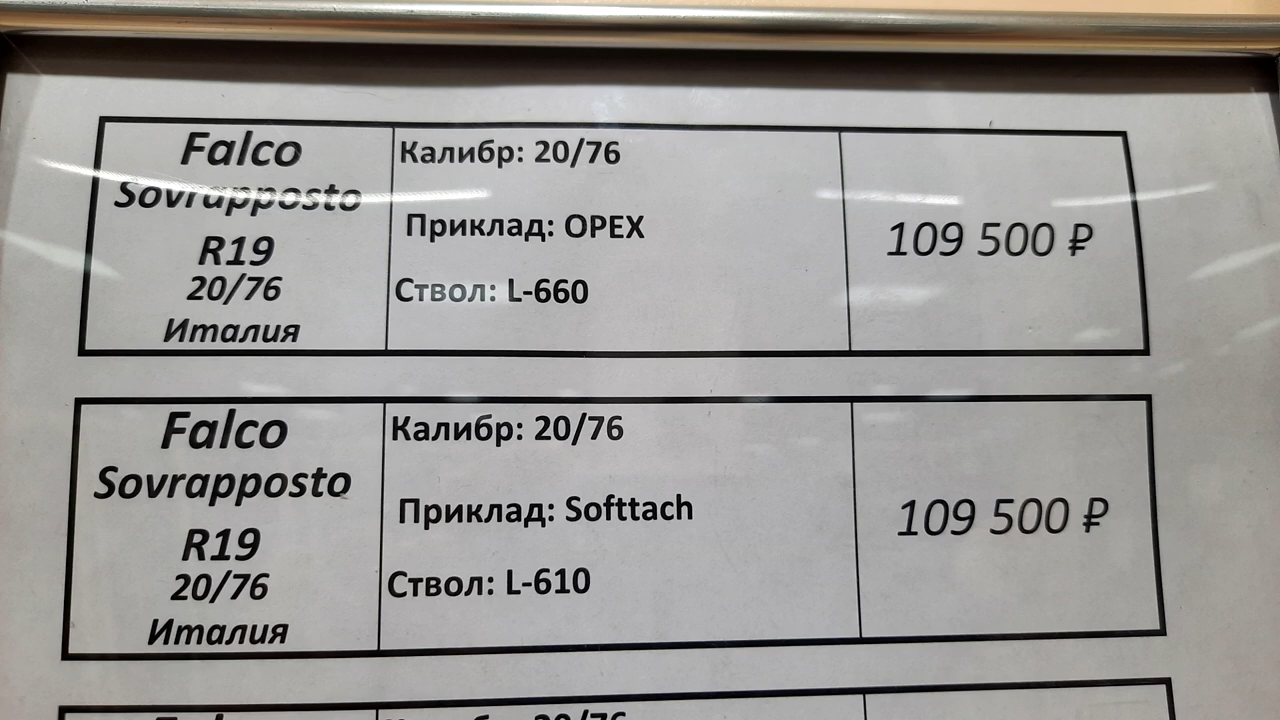 Falco
Sovrapposto
R19
20/76
Италия
Калибр: 20/76
Приклад: OPEX
Ствол: L-660
109 500 ₽
Falco
Sovrapposto
R19
20/76
Италия
Калибр: 20/76
Приклад: Softtach
Ствол: L-610
109 500 ₽